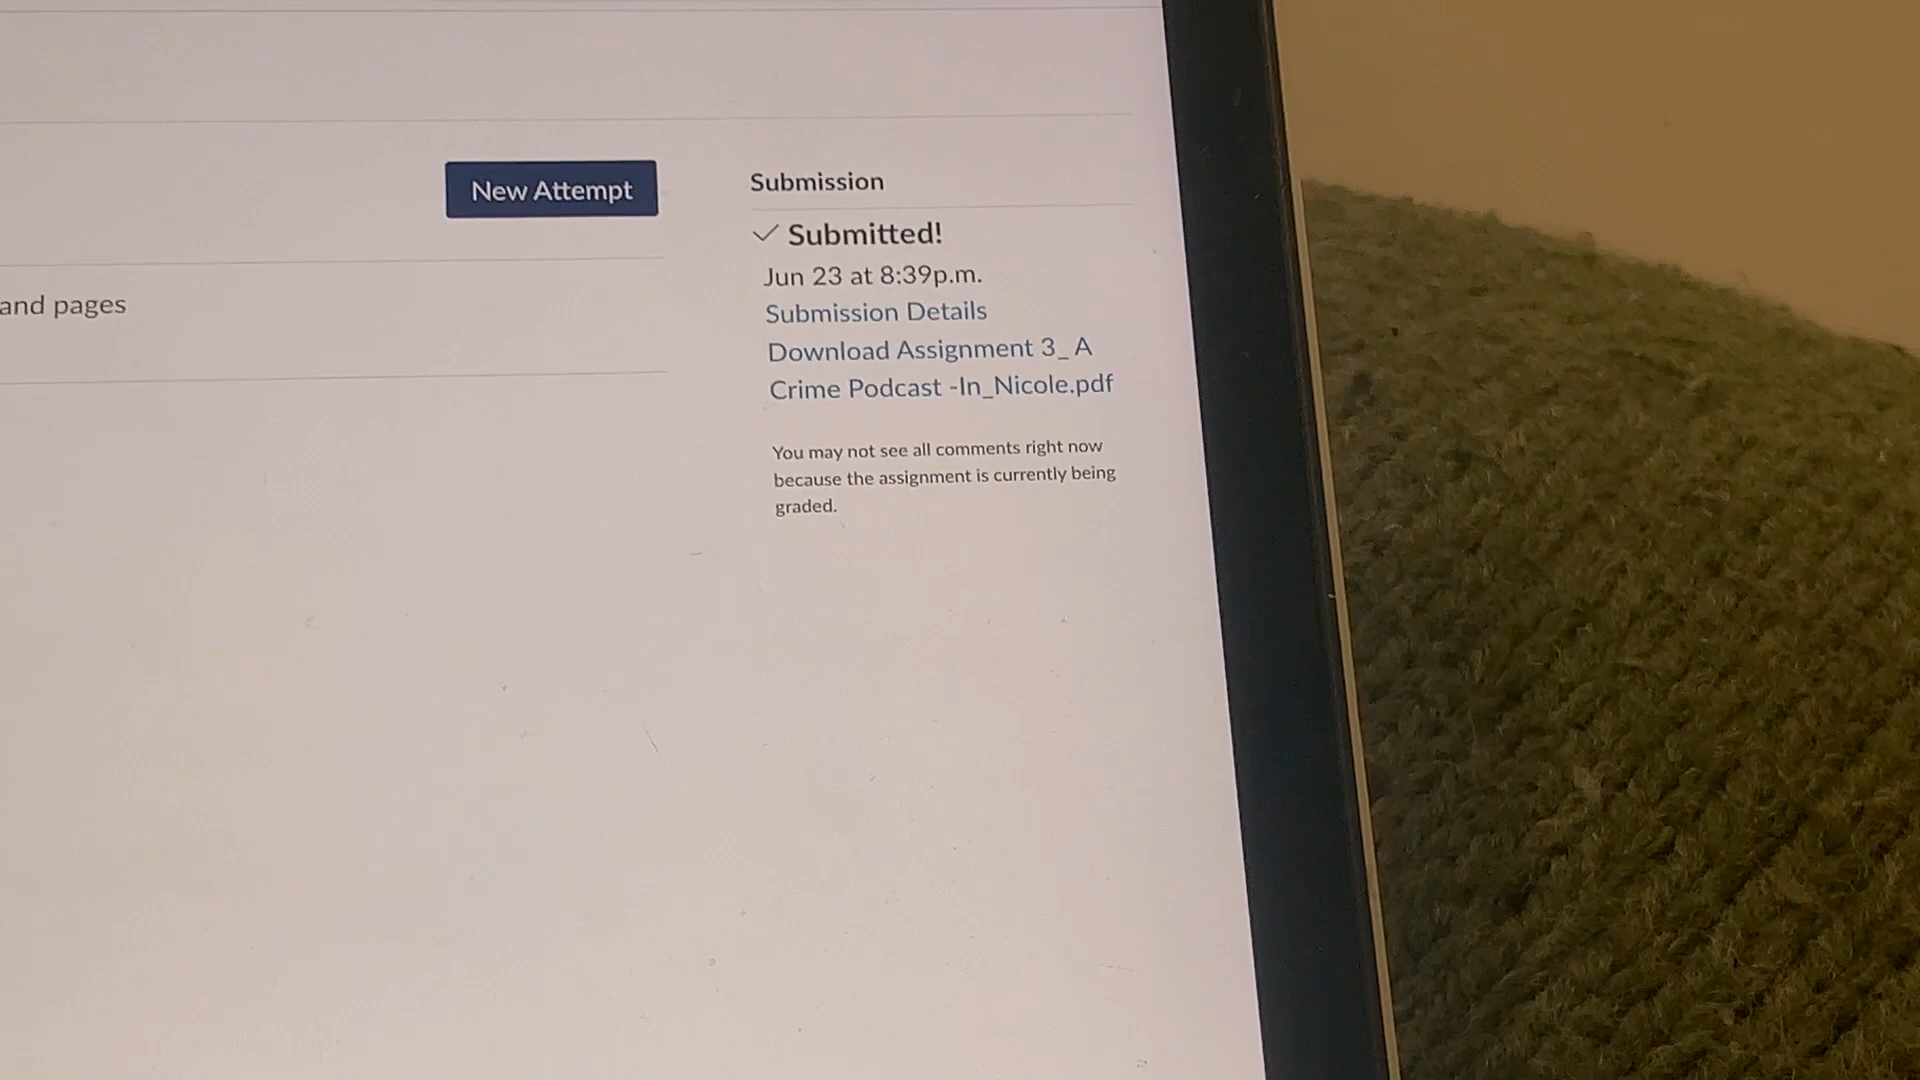 New Attempt
and pages
Submission
Submitted!
Jun 23 at 8:39p.m.
Submission Details
Download Assignment 3_ A
Crime Podcast -In_Nicole.pdf
You may not see all comments right now
because the assignment is currently being
graded.